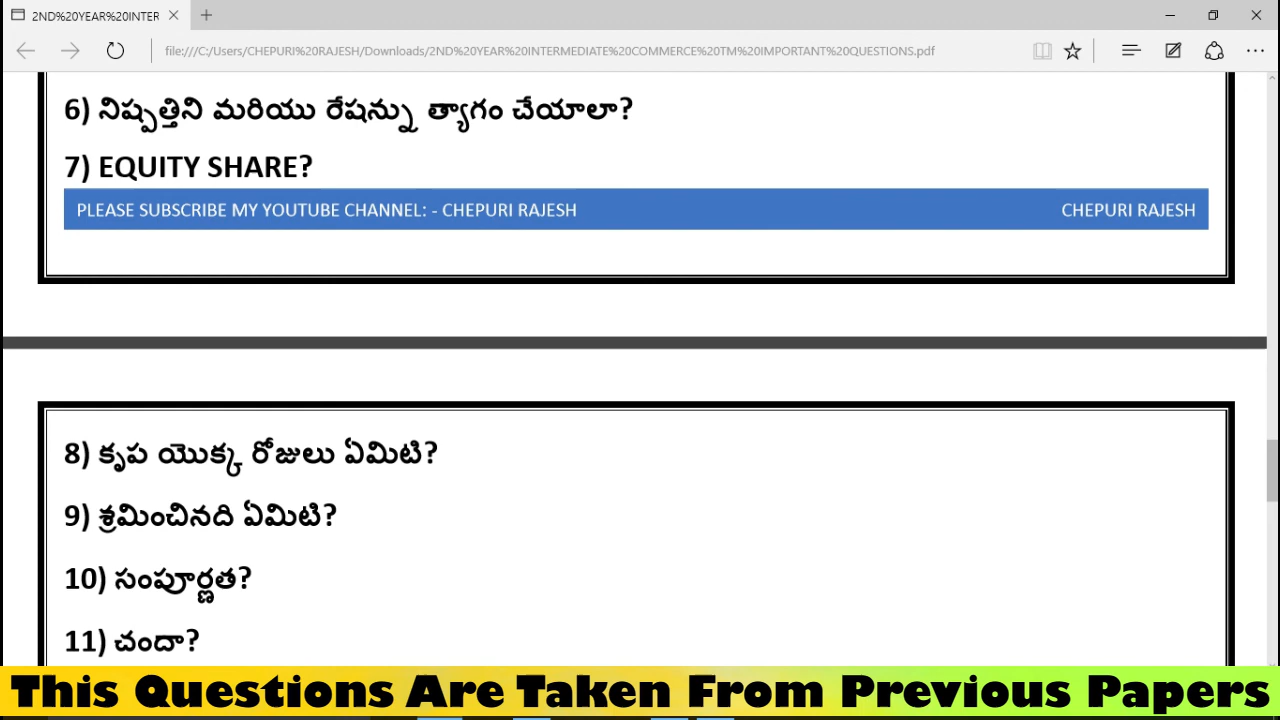 2ND%20YEAR%20INTER
file:///C:/Users/CHEPURI%20RAJESH/Downloads/2ND%20YEAR%20INTERMEDIATE%20COMMERCE%20TM%20IMPORTANT%20QUESTIONS.pdf
6) నిష్పత్తిని మరియు రేషన్ను త్యాగం చేయాలా?
7) EQUITY SHARE?
PLEASE SUBSCRIBE MY YOUTUBE CHANNEL: - CHEPURI RAJESH CHEPURI RAJESH
8) కృప యొక్క రోజులు ఏమిటి?
9) శ్రమించినది ఏమిటి?
10) సంపూర్ణత?
11) చందా?
This Questions Are Taken From Previous Papers